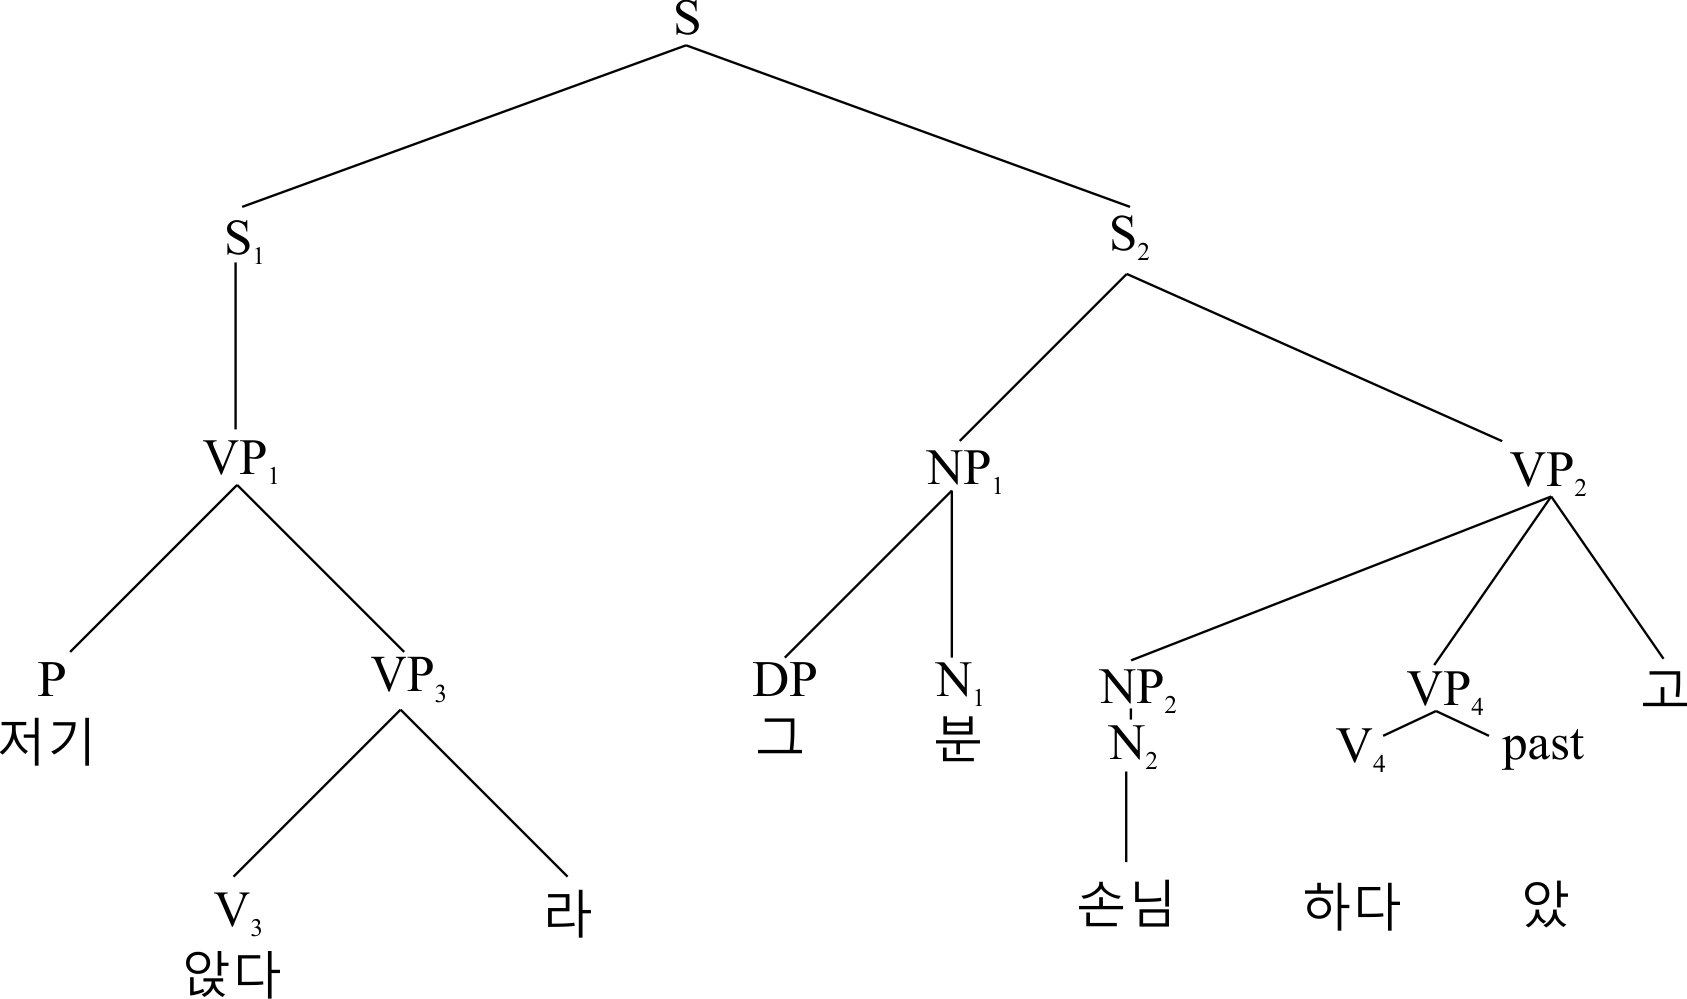 S
S₁ S₂
VP₁ NP₁ VP₂
P VP₃ DP N₁ NP₂ VP₄ 고
저기 그 분 N₂ V₄ past
V₃ 라 손님 하다 았
앉다